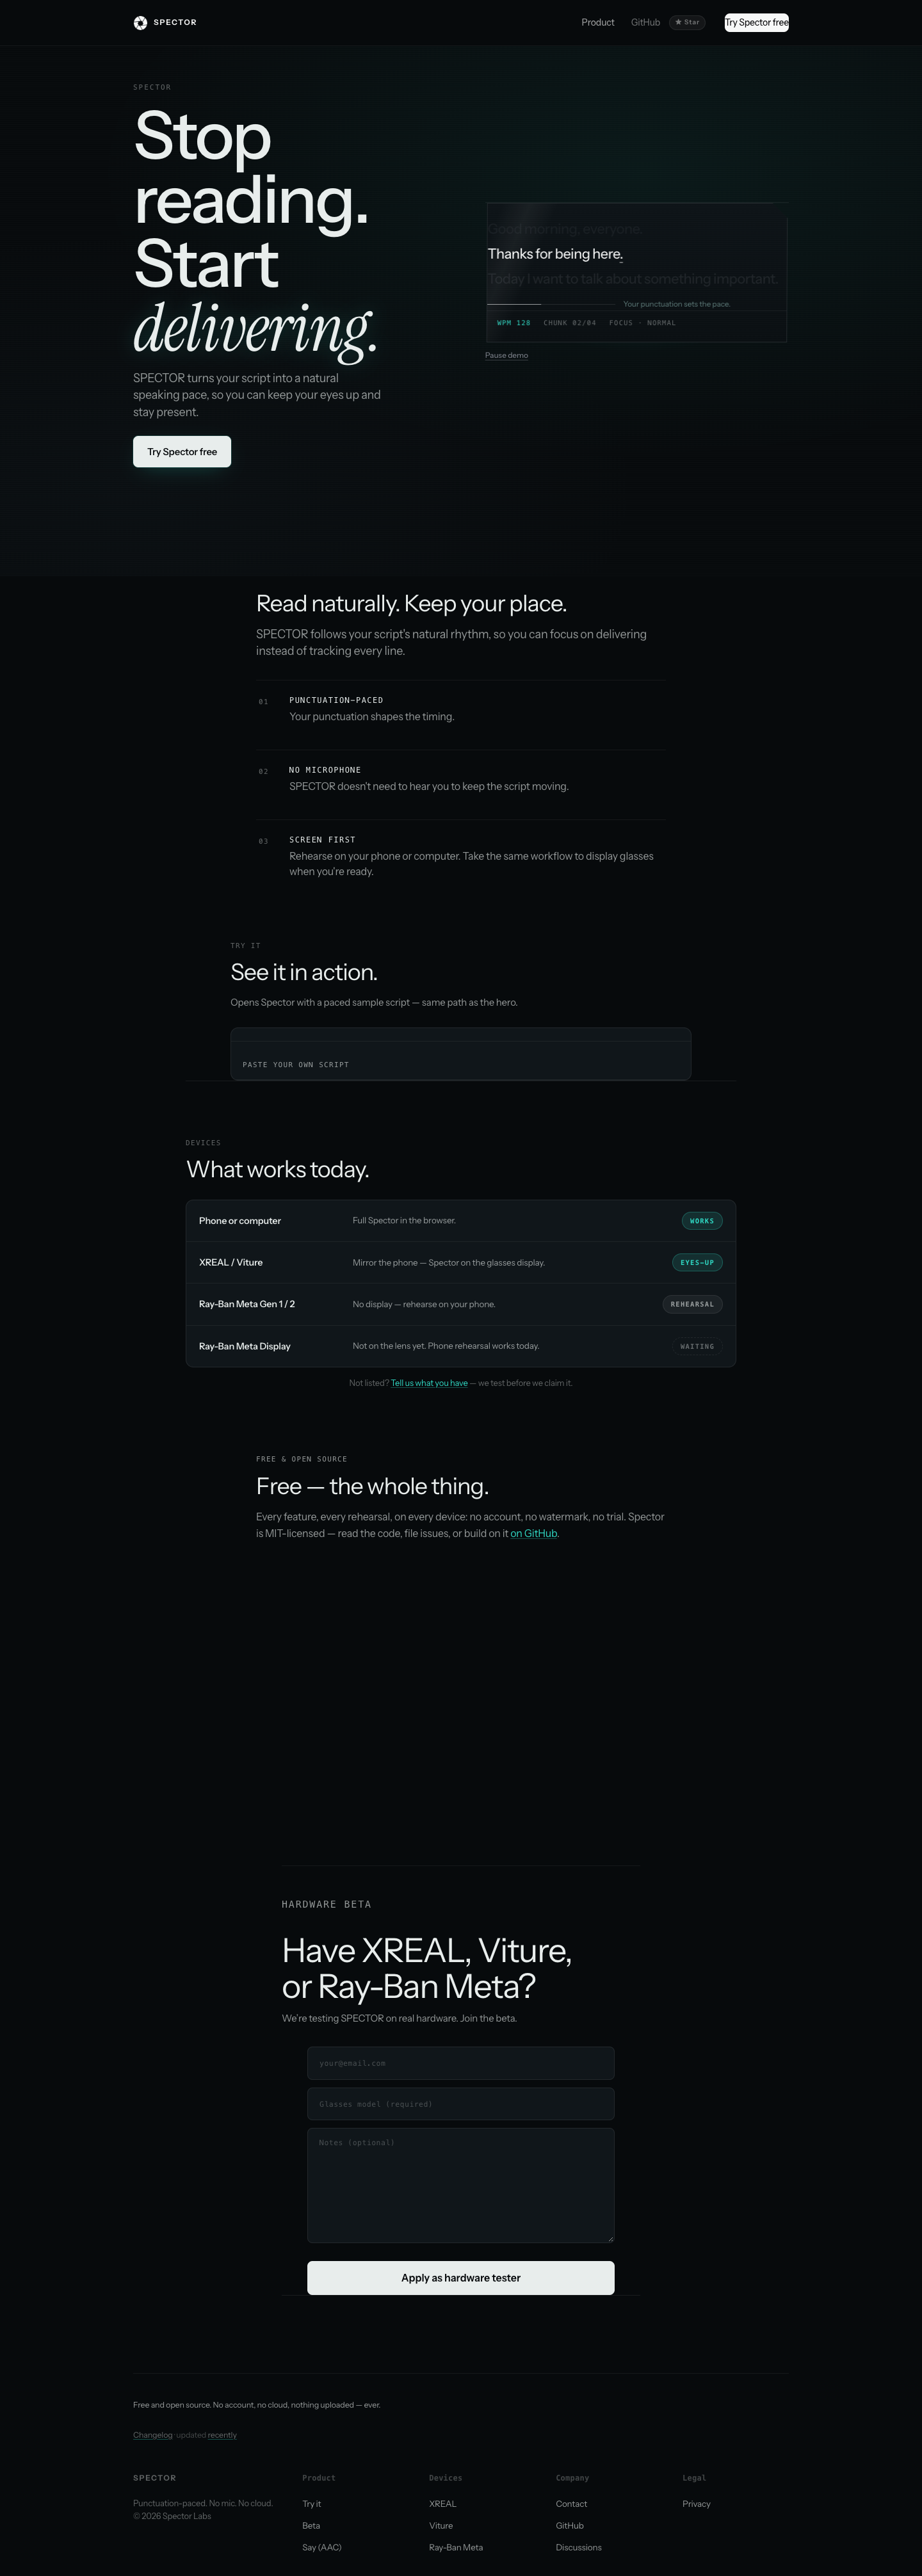 SPECTOR
Product GitHub ★ Star Try Spector free
SPECTOR
Stop
reading.
Start
delivering.
SPECTOR turns your script into a natural
speaking pace, so you can keep your eyes up and
stay present.
Try Spector free
Good morning, everyone.
Thanks for being here.
Today I want to talk about something important.
Your punctuation sets the pace.
WPM 128 CHUNK 02/04 FOCUS · NORMAL
Pause demo
Read naturally. Keep your place.
SPECTOR follows your script's natural rhythm, so you can focus on delivering
instead of tracking every line.
01 PUNCTUATION-PACED
Your punctuation shapes the timing.
02 NO MICROPHONE
SPECTOR doesn't need to hear you to keep the script moving.
03 SCREEN FIRST
Rehearse on your phone or computer. Take the same workflow to display glasses
when you're ready.
TRY IT
See it in action.
Opens Spector with a paced sample script — same path as the hero.
PASTE YOUR OWN SCRIPT
DEVICES
What works today.
Phone or computer Full Spector in the browser. WORKS
XREAL / Viture Mirror the phone — Spector on the glasses display. EYES-UP
Ray-Ban Meta Gen 1 / 2 No display — rehearse on your phone. REHEARSAL
Ray-Ban Meta Display Not on the lens yet. Phone rehearsal works today. WAITING
Not listed? Tell us what you have — we test before we claim it.
FREE & OPEN SOURCE
Free — the whole thing.
Every feature, every rehearsal, on every device: no account, no watermark, no trial. Spector
is MIT-licensed — read the code, file issues, or build on it on GitHub.
HARDWARE BETA
Have XREAL, Viture,
or Ray-Ban Meta?
We're testing SPECTOR on real hardware. Join the beta.
your@email.com
Glasses model (required)
Notes (optional)
Apply as hardware tester
Free and open source. No account, no cloud, nothing uploaded — ever.
Changelog · updated recently
SPECTOR
Punctuation-paced. No mic. No cloud.
© 2026 Spector Labs
Product
Try it
Beta
Say (AAC)
Devices
XREAL
Viture
Ray-Ban Meta
Company
Contact
GitHub
Discussions
Legal
Privacy